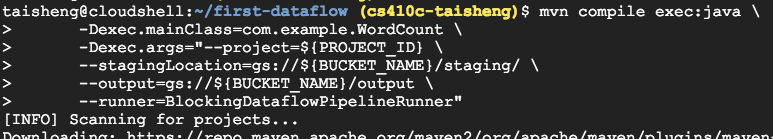 taisheng@cloudshell:~/first-dataflow (cs410c-taisheng)$ mvn compile exec:java \
> -Dexec.mainClass=com.example.WordCount \
> -Dexec.args="--project=${PROJECT_ID} \
> --stagingLocation=gs://${BUCKET_NAME}/staging/ \
> --output=gs://${BUCKET_NAME}/output \
> --runner=BlockingDataflowPipelineRunner"
[INFO] Scanning for projects...
Downloading: https://repo.maven.apache.org/maven2/org/apache/maven/plugins/maven-